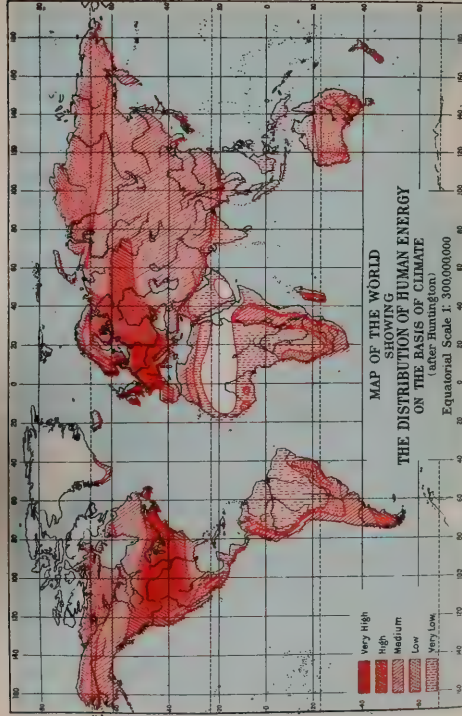 MAP OF THE WORLD
SHOWING
THE DISTRIBUTION OF HUMAN ENERGY
ON THE BASIS OF CLIMATE
(after Huntington)
Equatorial Scale 1: 300,000,000
Very High
High
Medium
Low
Very Low